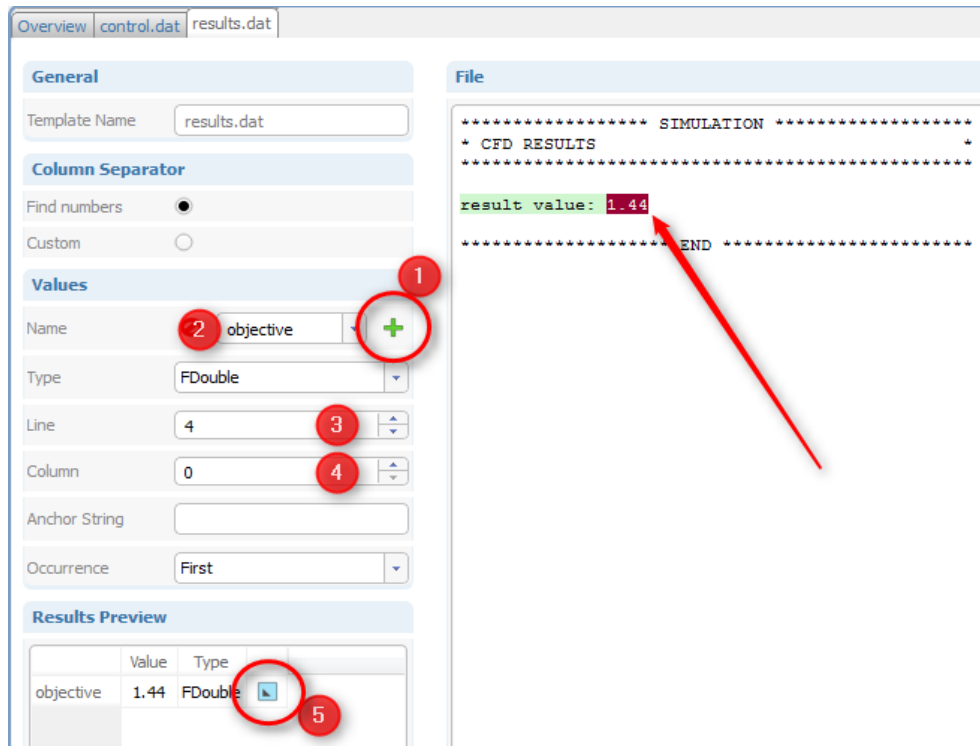 Overview control.dat results.dat
General
Template Name results.dat
Column Separator
Find numbers
Custom
Values
1
Name 2 objective
Type FDouble
Line 4 3
Column 0 4
Anchor String
Occurrence First
Results Preview
Value Type
objective 1.44 FDouble
5
File
****************** SIMULATION *******************
* CFD RESULTS *
*************************************************
result value: 1.44
******************** END ************************